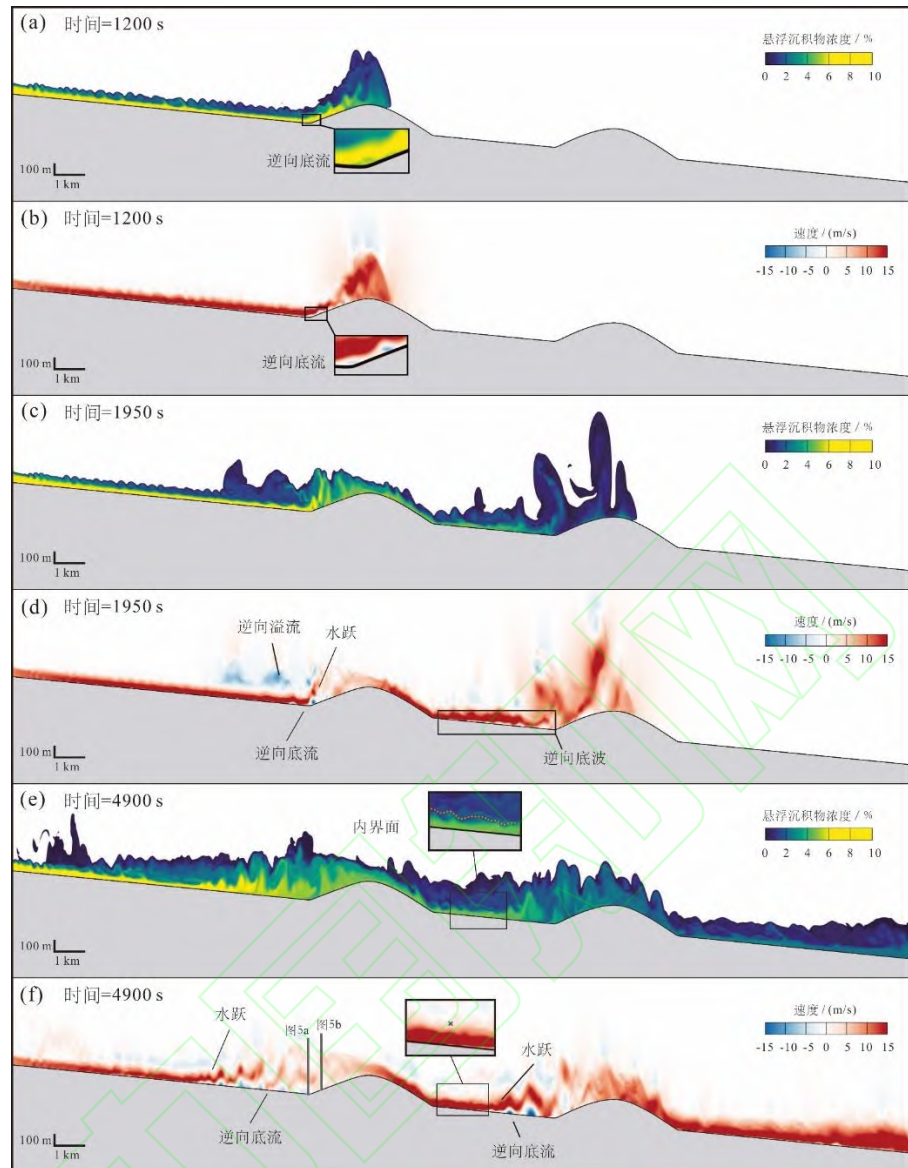 (a) 时间=1200 s
悬浮沉积物浓度 / %
0 2 4 6 8 10
逆向底流
100 m
1 km
(b) 时间=1200 s
速度 / (m/s)
-15 -10 -5 0 5 10 15
逆向底流
100 m
1 km
(c) 时间=1950 s
悬浮沉积物浓度 / %
0 2 4 6 8 10
100 m
1 km
(d) 时间=1950 s
速度 / (m/s)
-15 -10 -5 0 5 10 15
逆向溢流
水跃
逆向底流
逆向底波
100 m
1 km
(e) 时间=4900 s
悬浮沉积物浓度 / %
0 2 4 6 8 10
内界面
100 m
1 km
(f) 时间=4900 s
速度 / (m/s)
-15 -10 -5 0 5 10 15
水跃
图5a
图5b
水跃
逆向底流
逆向底流
100 m
1 km